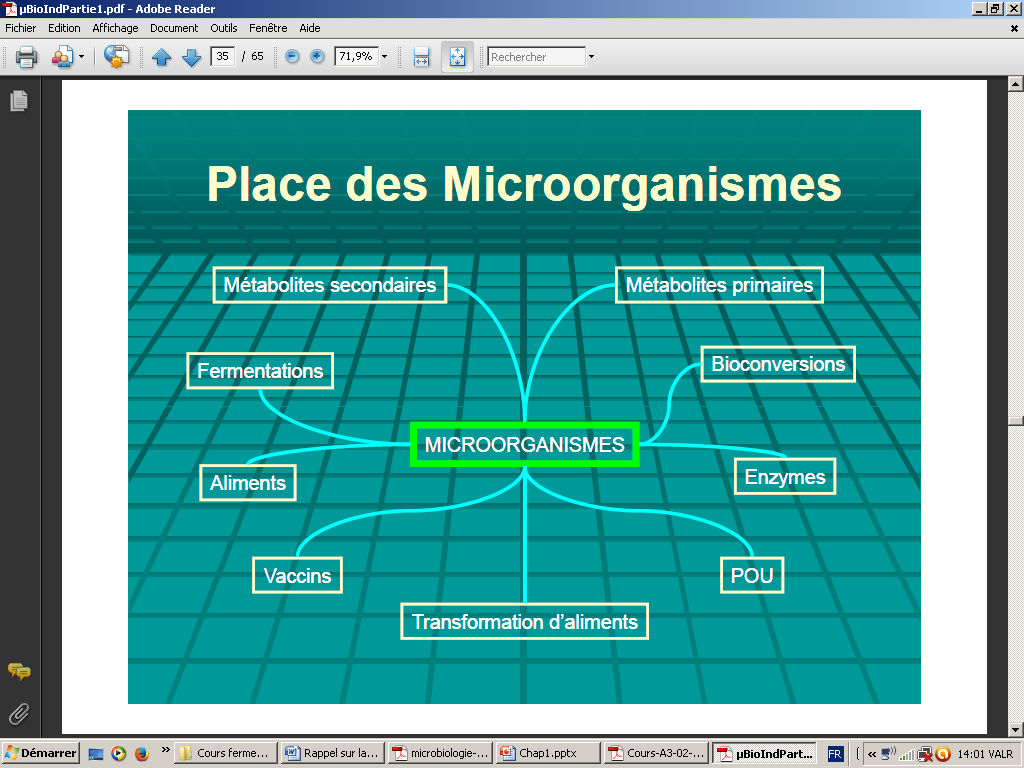 µBioIndPartie1.pdf - Adobe Reader
Fichier Edition Affichage Document Outils Fenêtre Aide
35 / 65 71,9% Rechercher
Place des Microorganismes
Métabolites secondaires Métabolites primaires
Fermentations Bioconversions
MICROORGANISMES
Aliments Enzymes
Vaccins POU
Transformation d’aliments
Démarrer » Cours ferme... Rappel sur la... microbiologie-... Chap1.pptx Cours-A3-02-... µBioIndPart... FR « 14:01 VALR